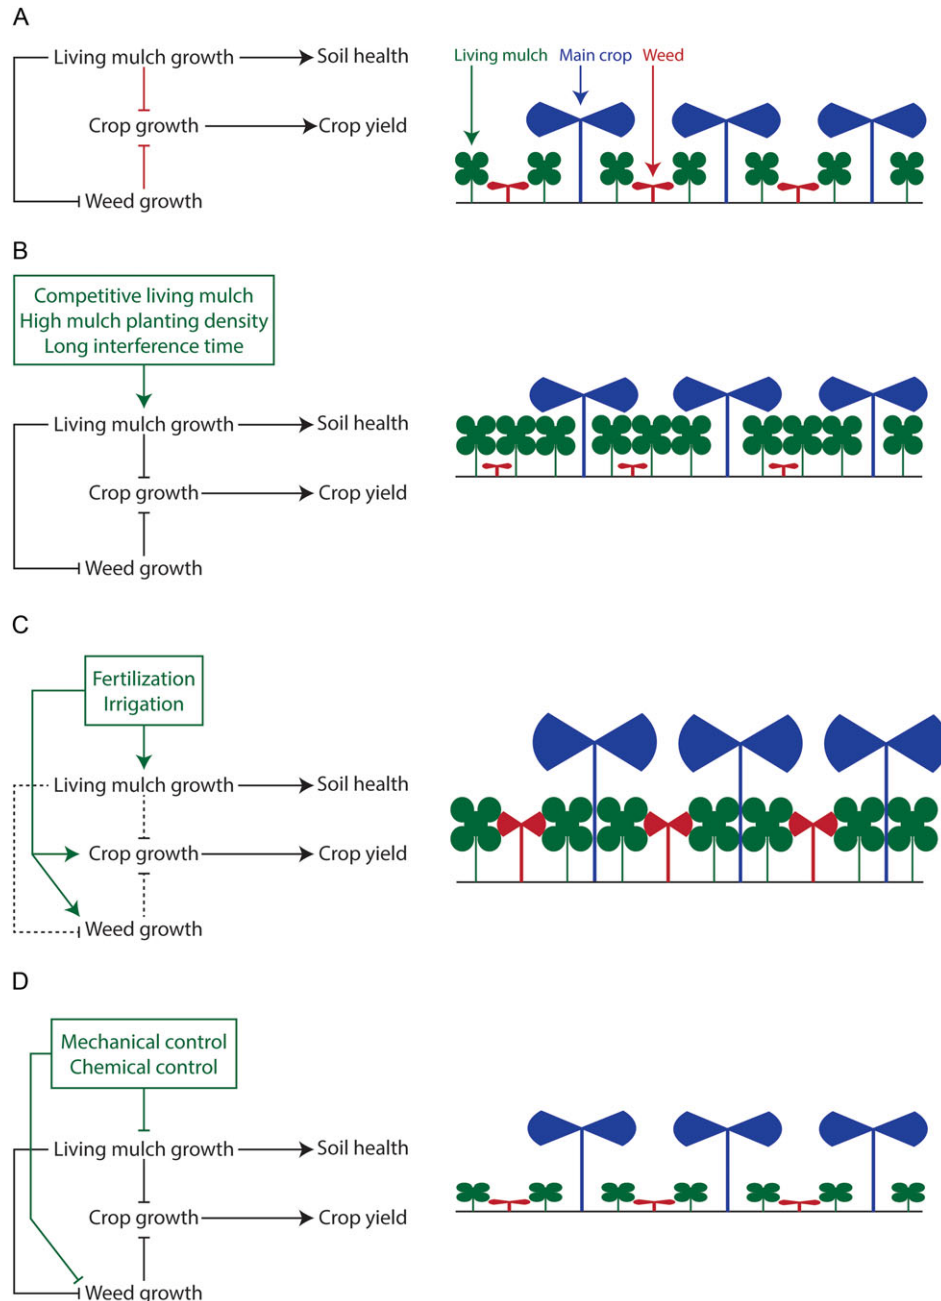 A
Living mulch growth
Soil health
Crop growth
Crop yield
Weed growth
Living mulch
Main crop
Weed
B
Competitive living mulch
High mulch planting density
Long interference time
Living mulch growth
Soil health
Crop growth
Crop yield
Weed growth
C
Fertilization
Irrigation
Living mulch growth
Soil health
Crop growth
Crop yield
Weed growth
D
Mechanical control
Chemical control
Living mulch growth
Soil health
Crop growth
Crop yield
Weed growth